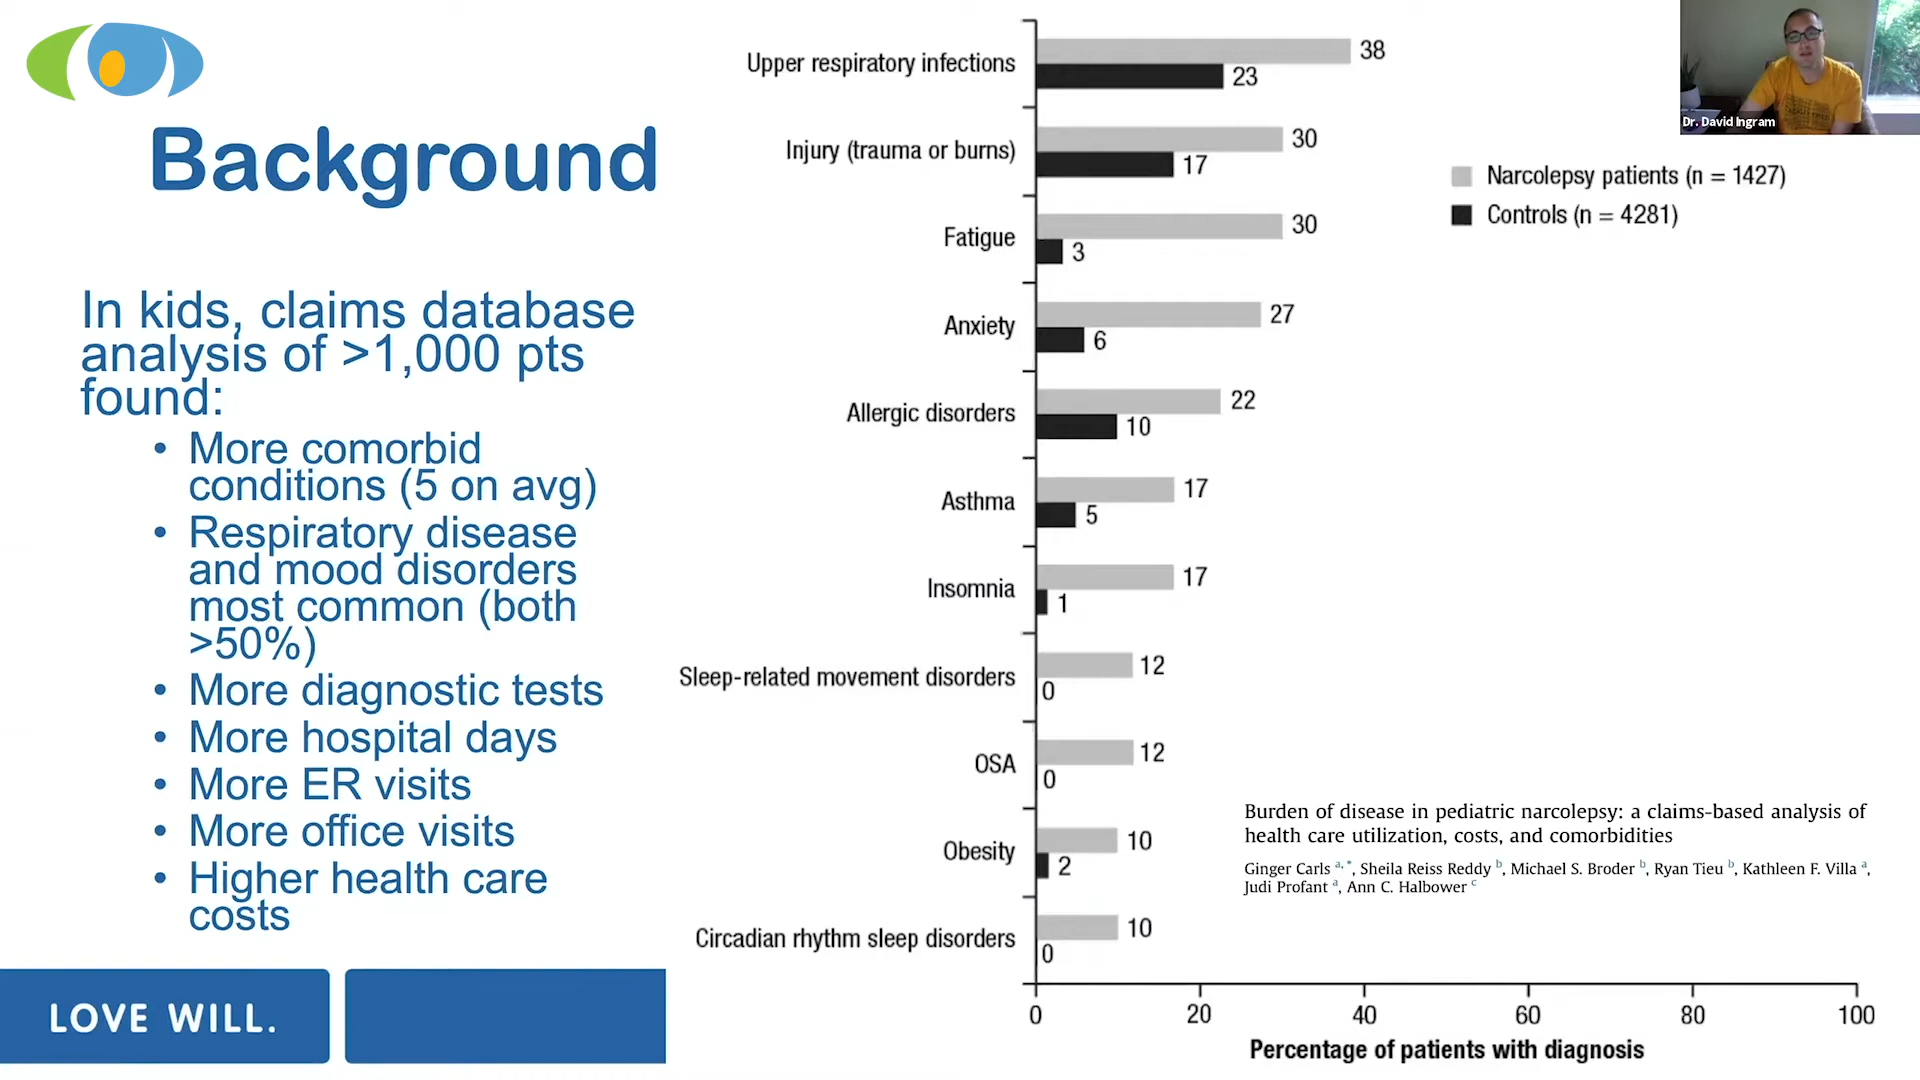 Background
In kids, claims database
analysis of >1,000 pts
found:
• More comorbid
conditions (5 on avg)
• Respiratory disease
and mood disorders
most common (both
>50%)
• More diagnostic tests
• More hospital days
• More ER visits
• More office visits
• Higher health care
costs
LOVE WILL.
Upper respiratory infections
38
23
Injury (trauma or burns)
30
17
Fatigue
30
3
Anxiety
27
6
Allergic disorders
22
10
Asthma
17
5
Insomnia
17
1
Sleep-related movement disorders
12
0
OSA
12
0
Obesity
10
2
Circadian rhythm sleep disorders
10
0
0 20 40 60 80 100
Percentage of patients with diagnosis
Narcolepsy patients (n = 1427)
Controls (n = 4281)
Burden of disease in pediatric narcolepsy: a claims-based analysis of
health care utilization, costs, and comorbidities
Ginger Carls a, *, Sheila Reiss Reddy b, Michael S. Broder b, Ryan Tieu b, Kathleen F. Villa a,
Judi Profant a, Ann C. Halbower c
Dr. David Ingram